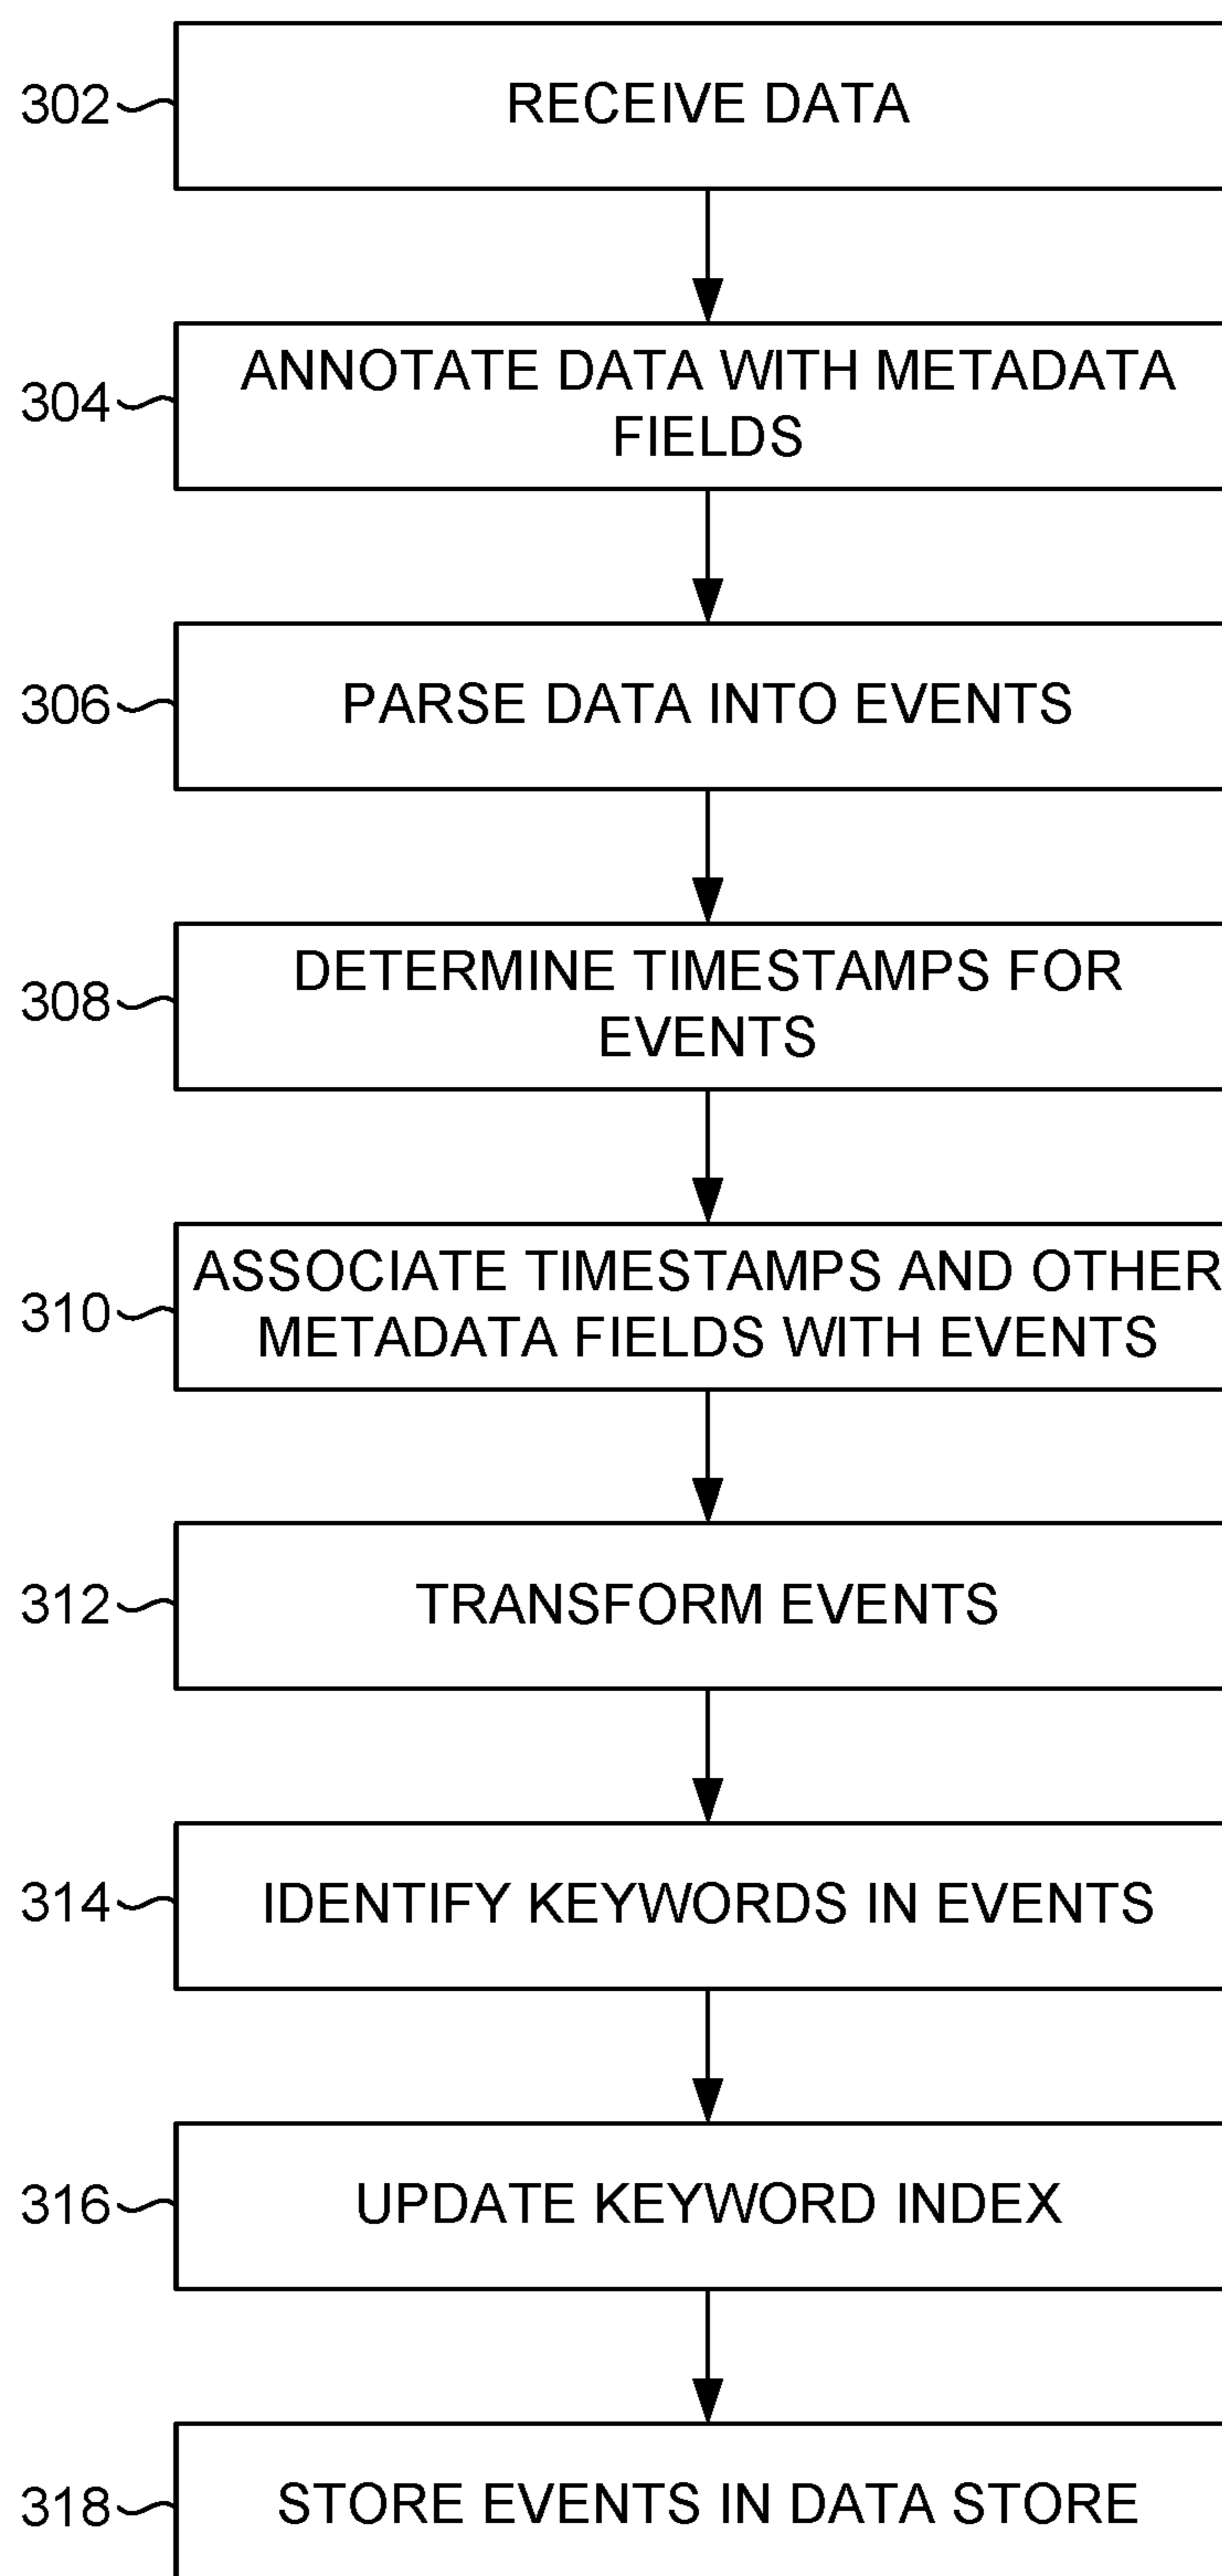 302
RECEIVE DATA
304
ANNOTATE DATA WITH METADATA
FIELDS
306
PARSE DATA INTO EVENTS
308
DETERMINE TIMESTAMPS FOR
EVENTS
310
ASSOCIATE TIMESTAMPS AND OTHER
METADATA FIELDS WITH EVENTS
312
TRANSFORM EVENTS
314
IDENTIFY KEYWORDS IN EVENTS
316
UPDATE KEYWORD INDEX
318
STORE EVENTS IN DATA STORE